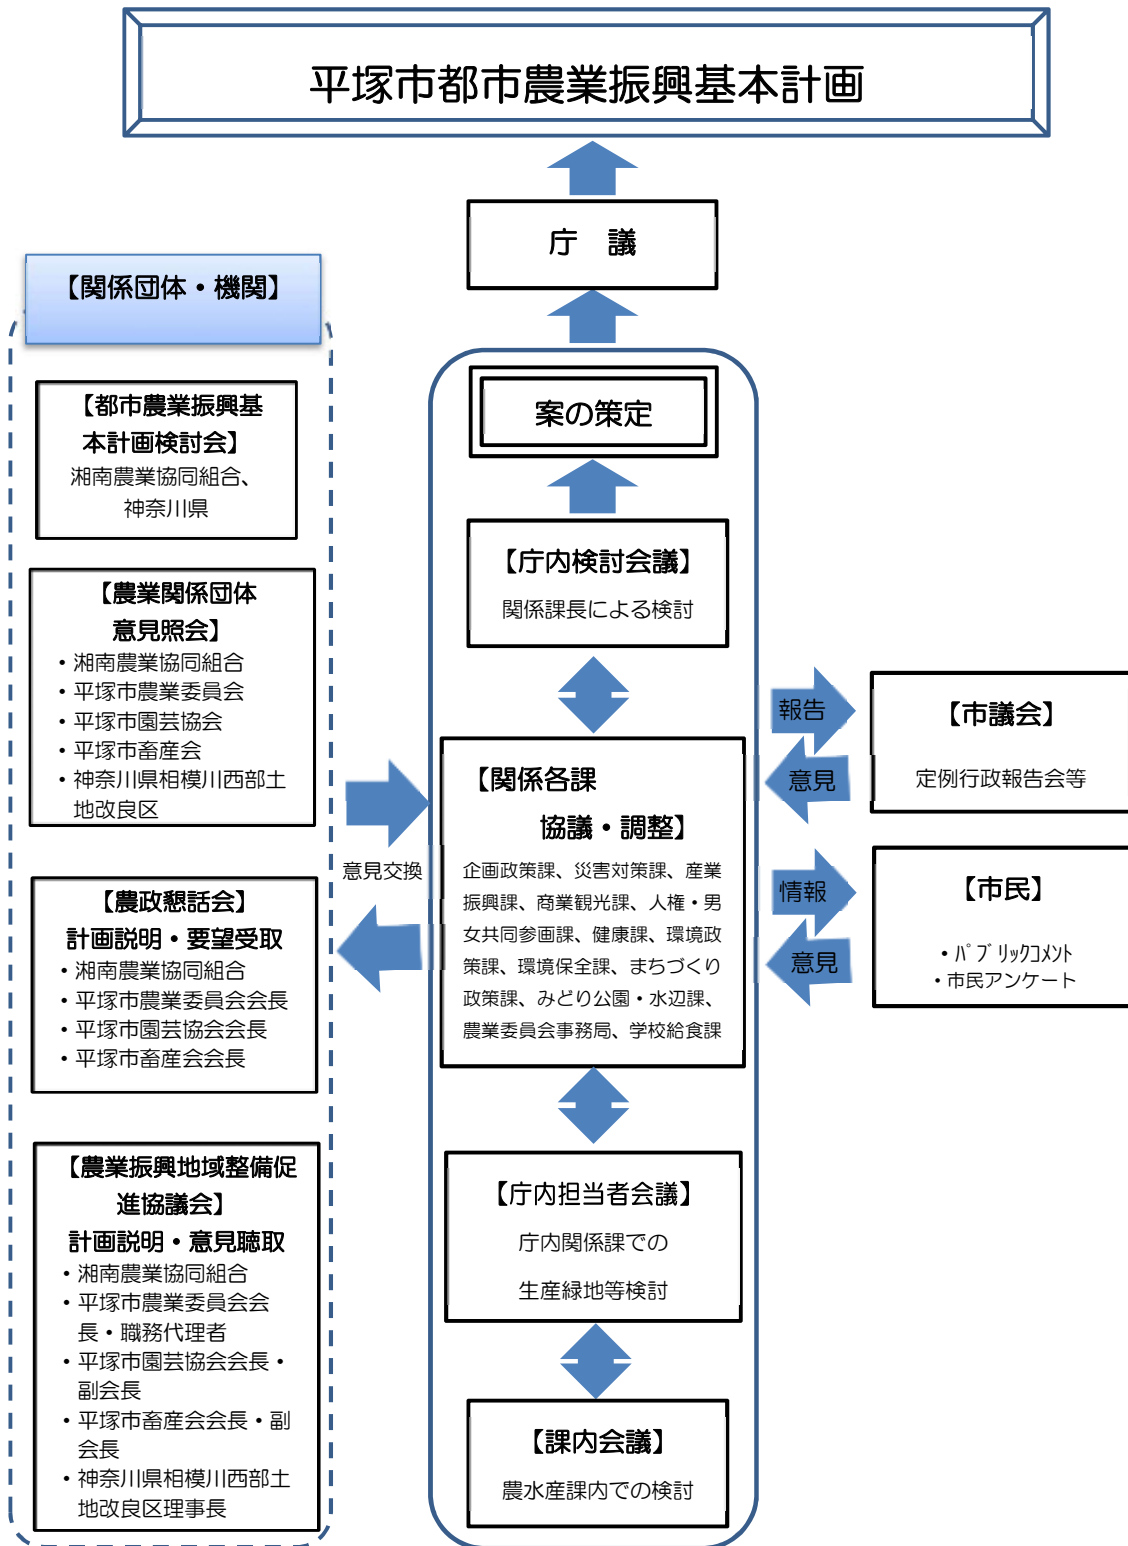 平塚市都市農業振興基本計画
庁　議
【関係団体・機関】
【都市農業振興基
本計画検討会】
湘南農業協同組合、
神奈川県
【農業関係団体
意見照会】
・湘南農業協同組合
・平塚市農業委員会
・平塚市園芸協会
・平塚市畜産会
・神奈川県相模川西部土
地改良区
【農政懇話会】
計画説明・要望受取
・湘南農業協同組合
・平塚市農業委員会会長
・平塚市園芸協会会長
・平塚市畜産会会長
【農業振興地域整備促
進協議会】
計画説明・意見聴取
・湘南農業協同組合
・平塚市農業委員会会
長・職務代理者
・平塚市園芸協会会長・
副会長
・平塚市畜産会会長・副
会長
・神奈川県相模川西部土
地改良区理事長
意見交換
案の策定
【庁内検討会議】
関係課長による検討
【関係各課
協議・調整】
企画政策課、災害対策課、産業
振興課、商業観光課、人権・男
女共同参画課、健康課、環境政
策課、環境保全課、まちづくり
政策課、みどり公園・水辺課、
農業委員会事務局、学校給食課
【庁内担当者会議】
庁内関係課での
生産緑地等検討
【課内会議】
農水産課内での検討
報告
意見
【市議会】
定例行政報告会等
情報
意見
【市民】
・ﾊﾟﾌﾞﾘｯｸｺﾒﾝﾄ
・市民アンケート